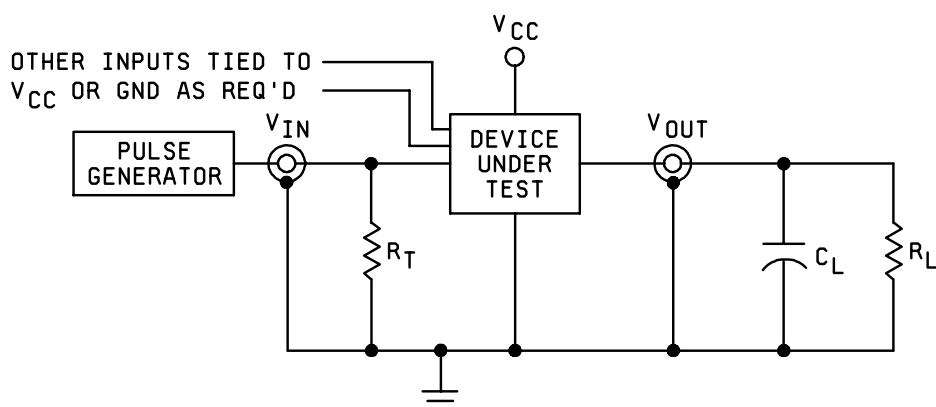 VCC
OTHER INPUTS TIED TO
VCC OR GND AS REQ'D
VIN
PULSE
GENERATOR
DEVICE
UNDER
TEST
VOUT
RT
CL
RL